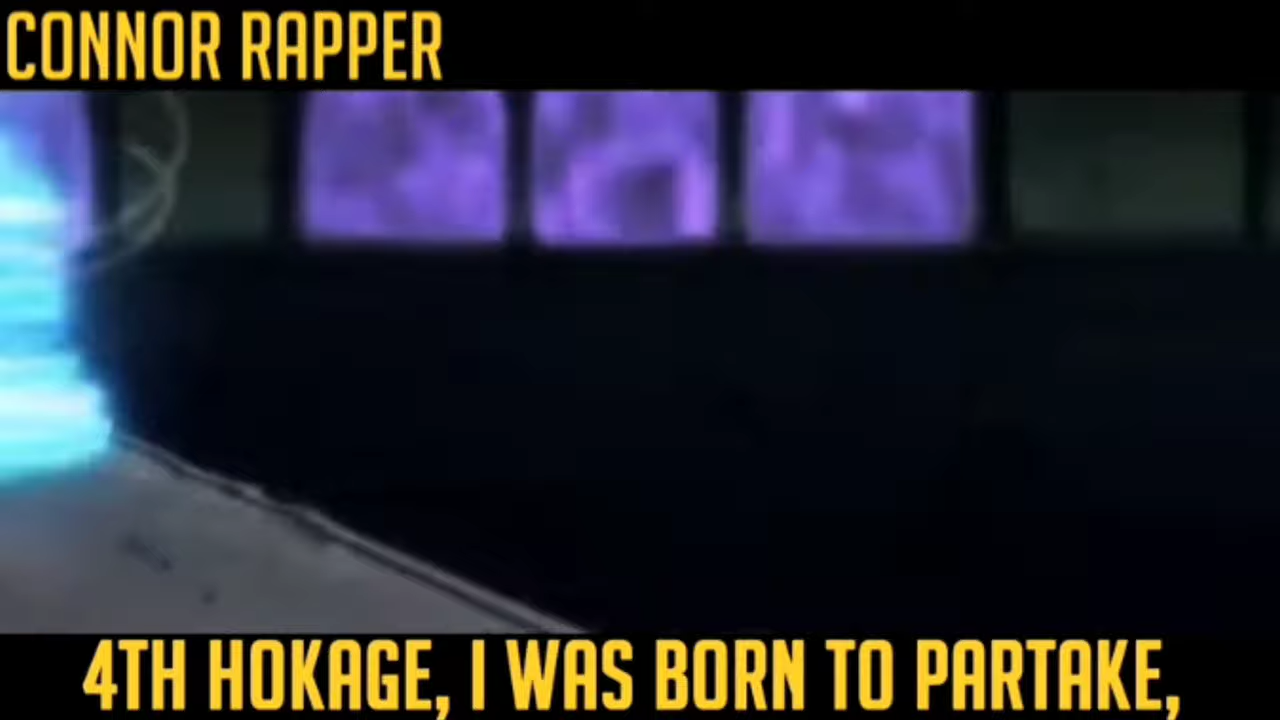 CONNOR RAPPER
4TH HOKAGE, I WAS BORN TO PARTAKE,